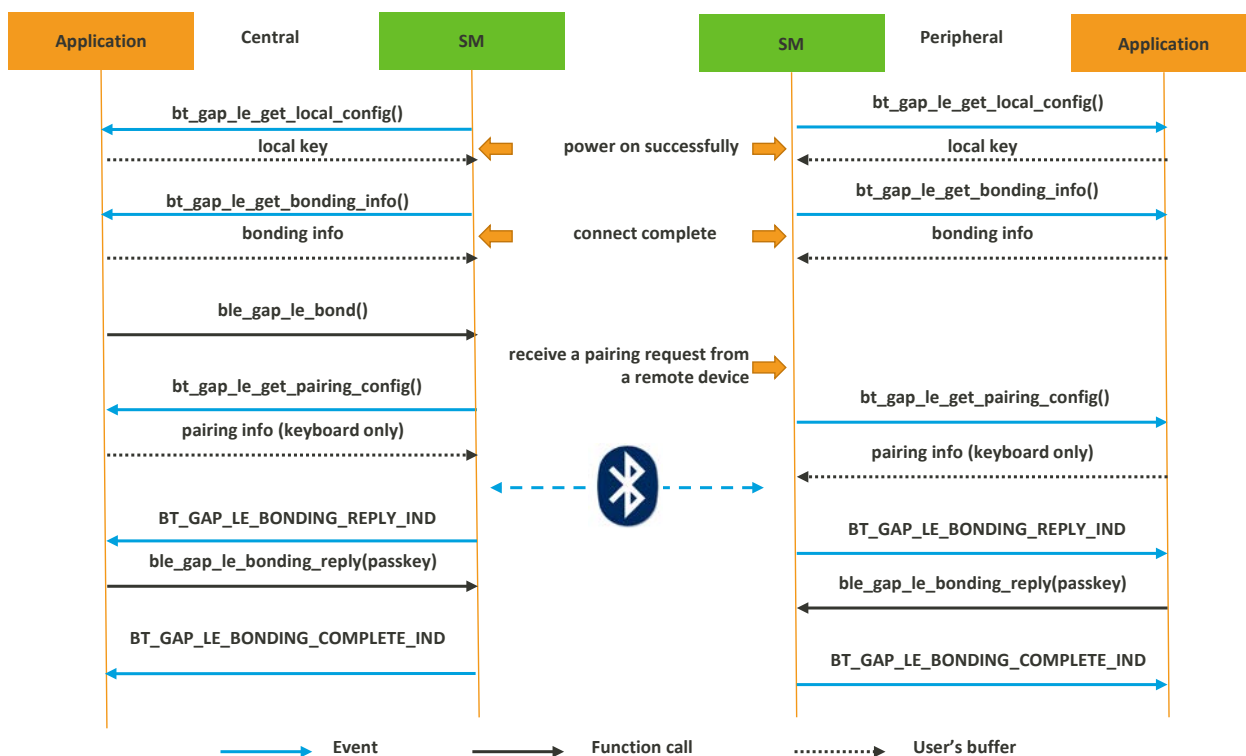 Application
Central
SM
SM
Peripheral
Application
bt_gap_le_get_local_config()
bt_gap_le_get_local_config()
local key
power on successfully
local key
bt_gap_le_get_bonding_info()
bt_gap_le_get_bonding_info()
bonding info
connect complete
bonding info
ble_gap_le_bond()
receive a pairing request from
a remote device
bt_gap_le_get_pairing_config()
bt_gap_le_get_pairing_config()
pairing info (keyboard only)
pairing info (keyboard only)
BT_GAP_LE_BONDING_REPLY_IND
BT_GAP_LE_BONDING_REPLY_IND
ble_gap_le_bonding_reply(passkey)
ble_gap_le_bonding_reply(passkey)
BT_GAP_LE_BONDING_COMPLETE_IND
BT_GAP_LE_BONDING_COMPLETE_IND
Event
Function call
User's buffer